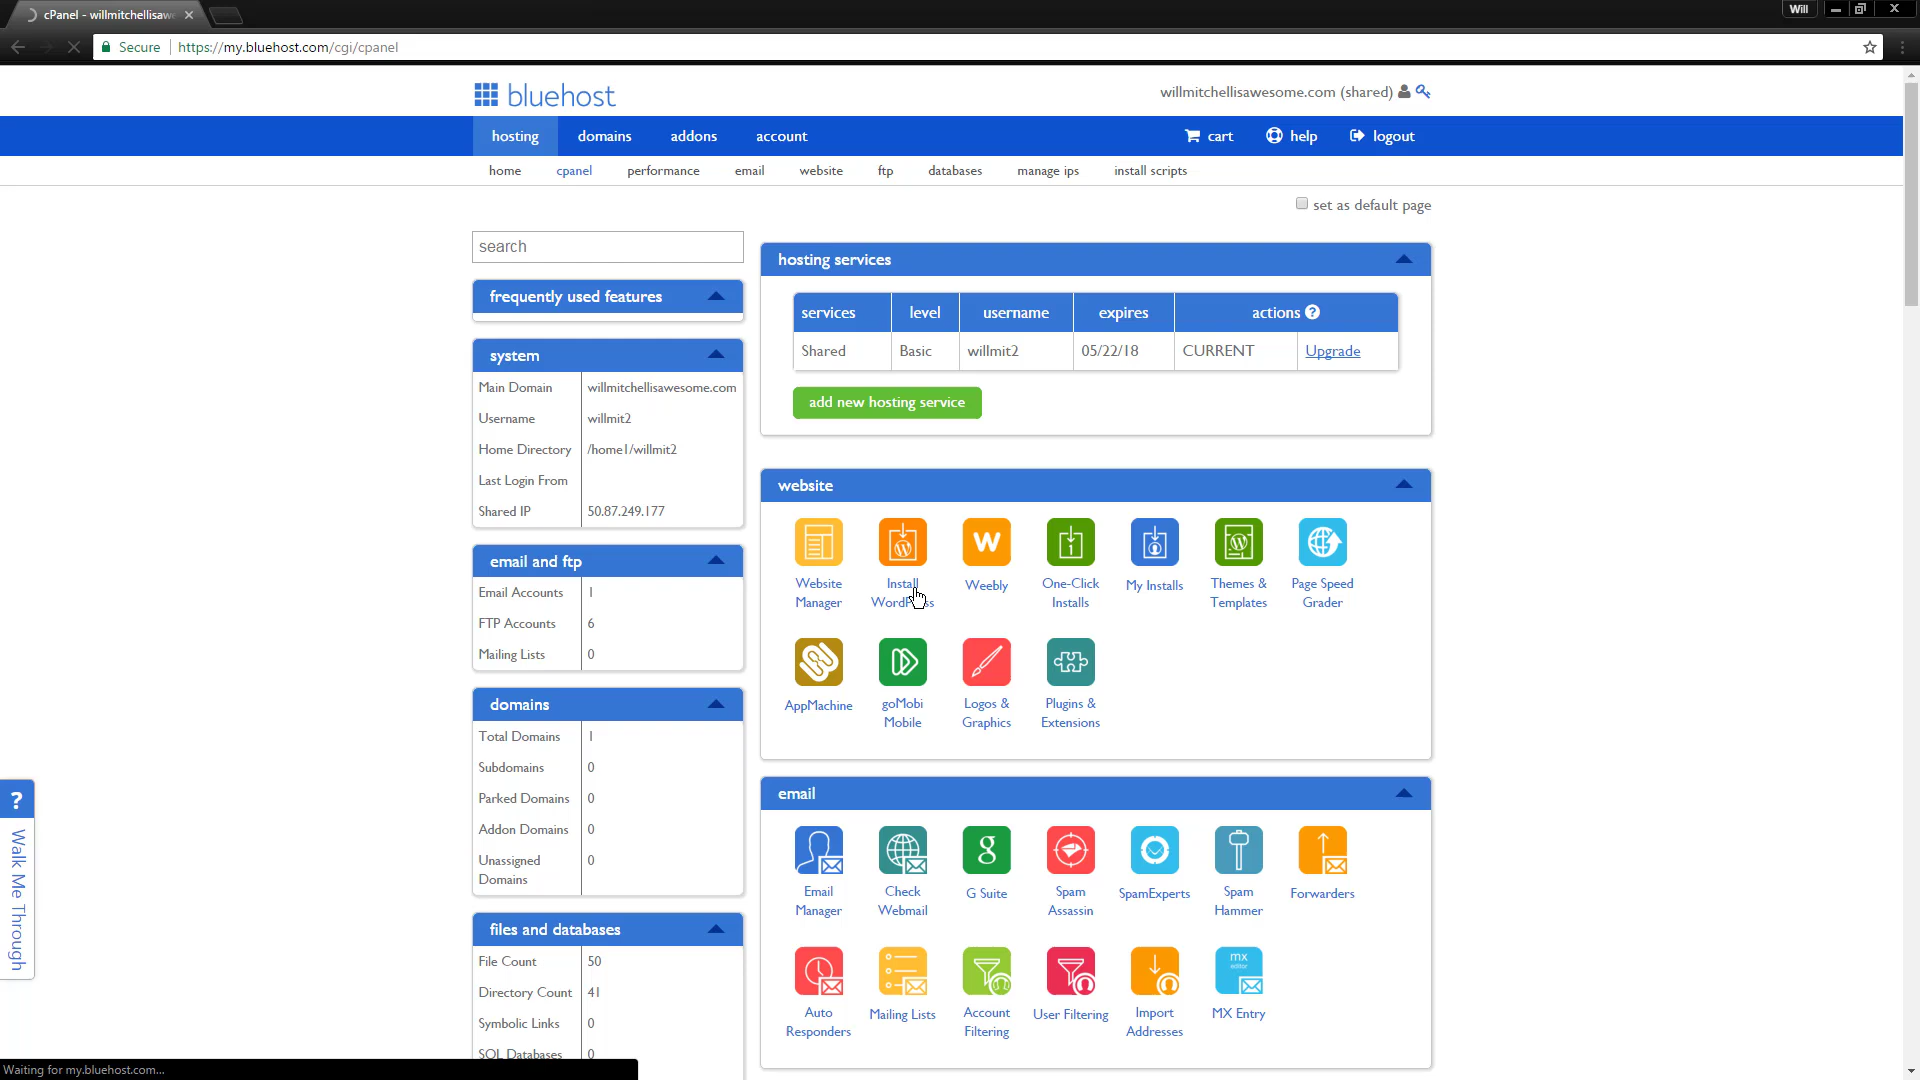 cPanel - willmitchellisaw
Will
Secure
https://my.bluehost.com/cgi/cpanel
bluehost
willmitchellisawesome.com (shared)
hosting domains addons account cart help logout
home cpanel performance email website ftp databases manage ips install scripts
set as default page
search
frequently used features
system
Main Domain willmitchellisawesome.com
Username willmit2
Home Directory /home1/willmit2
Last Login From
Shared IP 50.87.249.177
email and ftp
Email Accounts 1
FTP Accounts 6
Mailing Lists 0
domains
Total Domains 1
Subdomains 0
Parked Domains 0
Addon Domains 0
Unassigned 0
Domains
files and databases
File Count 50
Directory Count 41
Symbolic Links 0
SQL Databases 0
hosting services
services level username expires actions ?
Shared Basic willmit2 05/22/18 CURRENT Upgrade
add new hosting service
website
W 1
Website Install Weebly One-Click My Installs Themes & Page Speed
Manager WordPress Installs Templates Grader
AppMachine goMobi Logos & Plugins &
Mobile Graphics Extensions
email
g
Email Check G Suite Spam SpamExperts Spam Forwarders
Manager Webmail Assassin Hammer
mx
editor
Auto Mailing Lists Account User Filtering Import MX Entry
Responders Filtering Addresses
?
Walk Me Through
Waiting for my.bluehost.com...